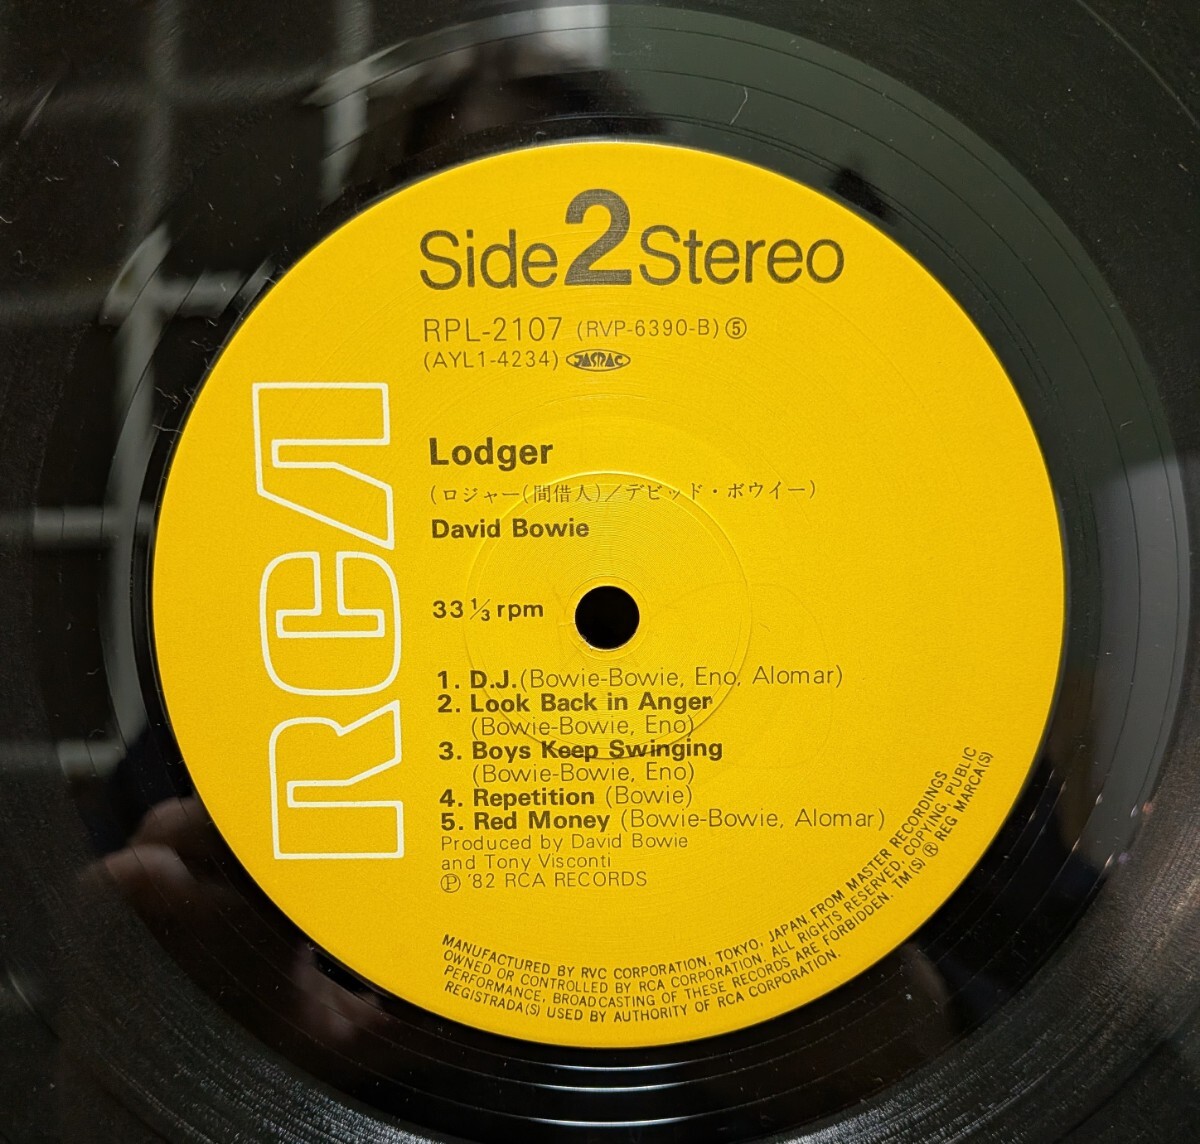 Side 2 Stereo
RPL-2107 (RVP-6390-B) ⑤
(AYL1-4234) JASRAC
RCA
Lodger
(ロジャー(間借人)／デビッド・ボウイー)
David Bowie
33 ⅓ rpm
1. D.J. (Bowie-Bowie, Eno, Alomar)
2. Look Back in Anger
(Bowie-Bowie, Eno)
3. Boys Keep Swinging
(Bowie-Bowie, Eno)
4. Repetition (Bowie)
5. Red Money (Bowie-Bowie, Alomar)
Produced by David Bowie
and Tony Visconti
Ⓟ '82 RCA RECORDS
MANUFACTURED BY RVC CORPORATION, TOKYO, JAPAN, FROM MASTER RECORDINGS
OWNED OR CONTROLLED BY RCA CORPORATION, ALL RIGHTS RESERVED, COPYING, PUBLIC
PERFORMANCE, BROADCASTING OF THESE RECORDS ARE FORBIDDEN. TM(S) ® REG MARCA(S)
REGISTRADA(S) USED BY AUTHORITY OF RCA CORPORATION.